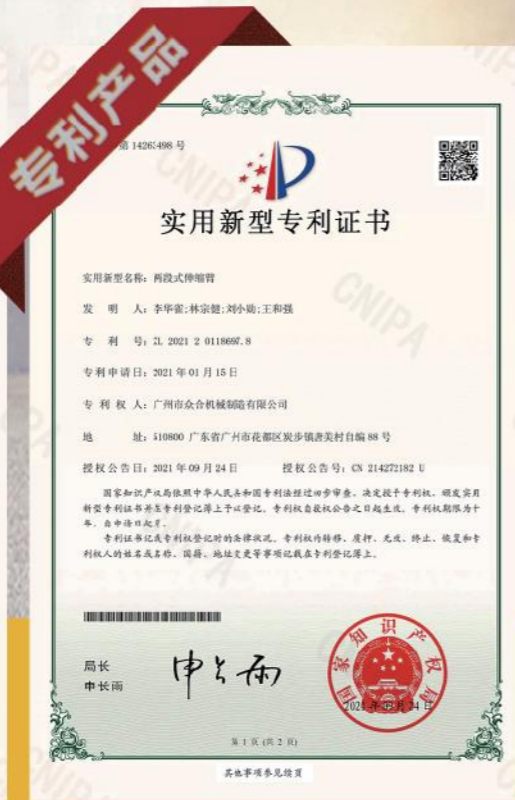 专利产品
第 14263498 号
实用新型专利证书
实用新型名称：两段式伸缩臂
发 明 人：李华雷;林宗健;刘小勋;王和强
专 利 号：ZL 2021 2 0118697.8
专利申请日：2021 年 01 月 15 日
专 利 权 人：广州市众合机械制造有限公司
地 址：510800 广东省广州市花都区炭步镇唐美村自编 88 号
授权公告日：2021 年 09 月 24 日 授权公告号：CN 214272182 U
国家知识产权局依照中华人民共和国专利法经过初步审查，决定授予专利权，颁发实用
新型专利证书并在专利登记簿上予以登记。专利权自授权公告之日起生效。专利权期限为十
年，自申请日起算。
专利证书记载专利权登记时的法律状况。专利权的转移、质押、无效、终止、恢复和专
利权人的姓名或名称、国籍、地址变更等事项记载在专利登记簿上。
局长
申长雨
申长雨
国家知识产权局
2021 年 09 月 24 日
第 1 页 (共 2 页)
其他事项参见续页
CNIPA